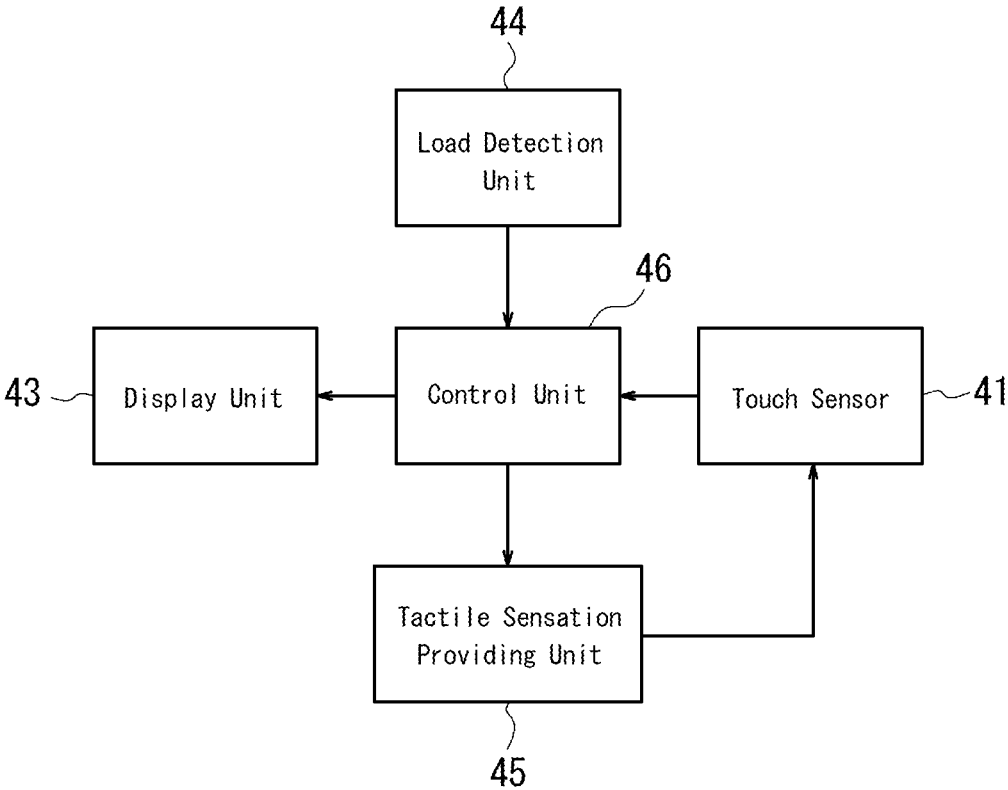 44
Load Detection
Unit
46
43
Display Unit
Control Unit
Touch Sensor
41
Tactile Sensation
Providing Unit
45